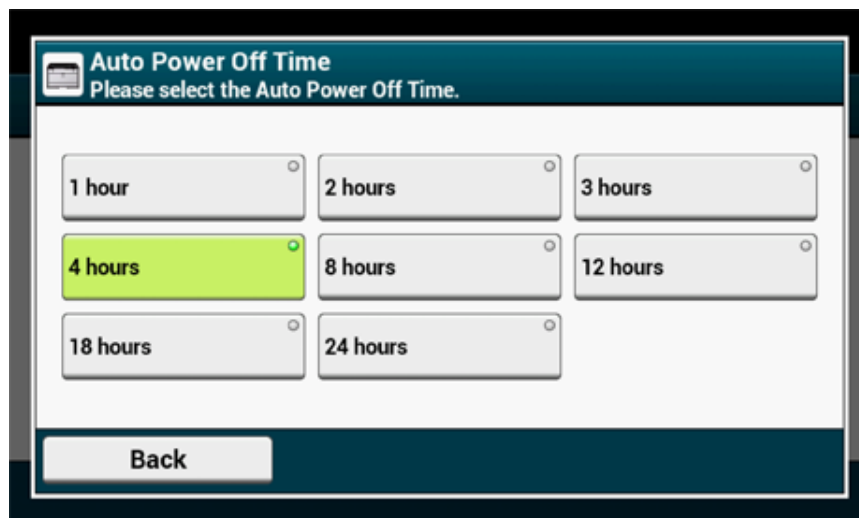 Auto Power Off Time
Please select the Auto Power Off Time.
1 hour
2 hours
3 hours
4 hours
8 hours
12 hours
18 hours
24 hours
Back